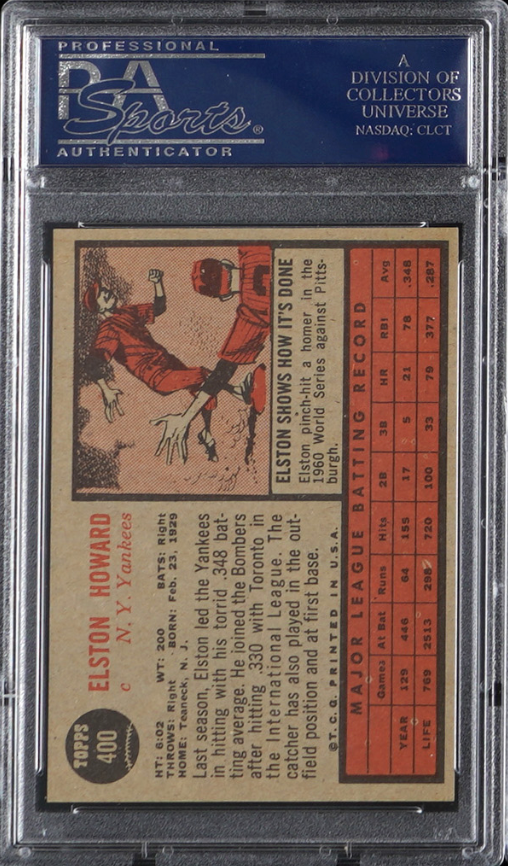 PROFESSIONAL
PSA
Sports®
AUTHENTICATOR
A
DIVISION OF
COLLECTORS
UNIVERSE
NASDAQ: CLCT
TOPPS
400
ELSTON HOWARD
C N. Y. Yankees
HT: 6:02 WT: 200 BATS: Right
THROWS: Right BORN: Feb. 23, 1929
HOME: Teaneck, N. J.
Last season, Elston led the Yankees
in hitting with his torrid .348 bat-
ting average. He joined the Bombers
after hitting .330 with Toronto in
the International League. The
catcher has also played in the out-
field position and at first base.
©T.C.G. PRINTED IN U.S.A.
ELSTON SHOWS HOW IT'S DONE
Elston pinch-hit a homer in the
1960 World Series against Pitts-
burgh.
MAJOR LEAGUE BATTING RECORD
Games At Bat Runs Hits 2B 3B HR RBI Avg
YEAR 129 446 64 155 17 5 21 78 .348
LIFE 769 2513 298 720 100 33 79 377 .287